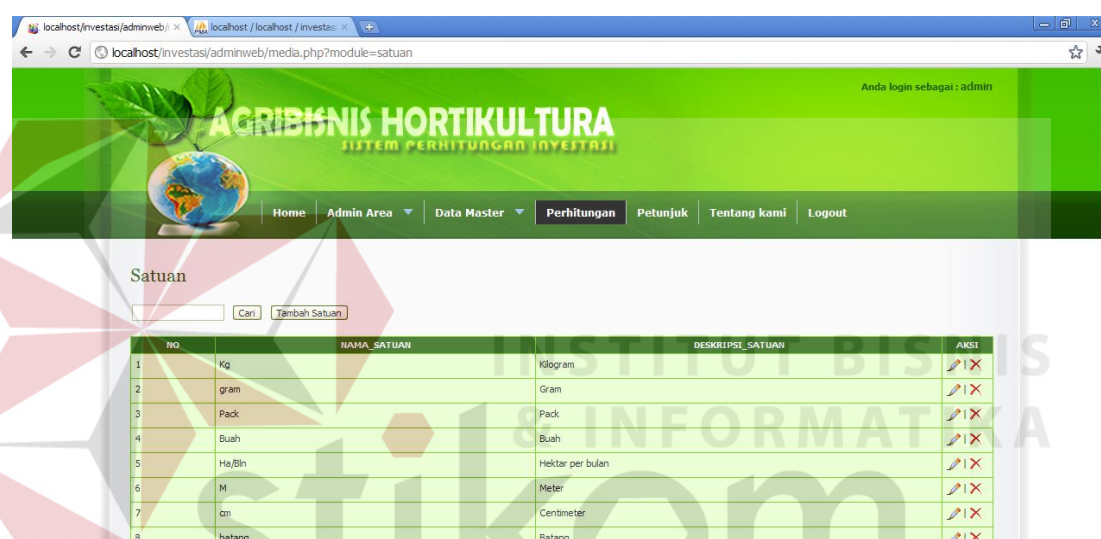 localhost/investasi/adminweb/
localhost / localhost / investasi
localhost/investasi/adminweb/media.php?module=satuan
Anda login sebagai : admin
AGRIBISNIS HORTIKULTURA
SISTEM PERHITUNGAN INVESTASI
Home Admin Area Data Master Perhitungan Petunjuk Tentang kami Logout
Satuan
Cari Tambah Satuan
NO NAMA_SATUAN DESKRIPSI_SATUAN AKSI
1 Kg Kilogram |
2 gram Gram |
3 Pack Pack |
4 Buah Buah |
5 Ha/Bln Hektar per bulan |
6 M Meter |
7 cm Centimeter |
8 batang Batang |
INSTITUT BISNIS
& INFORMATIKA
stikom